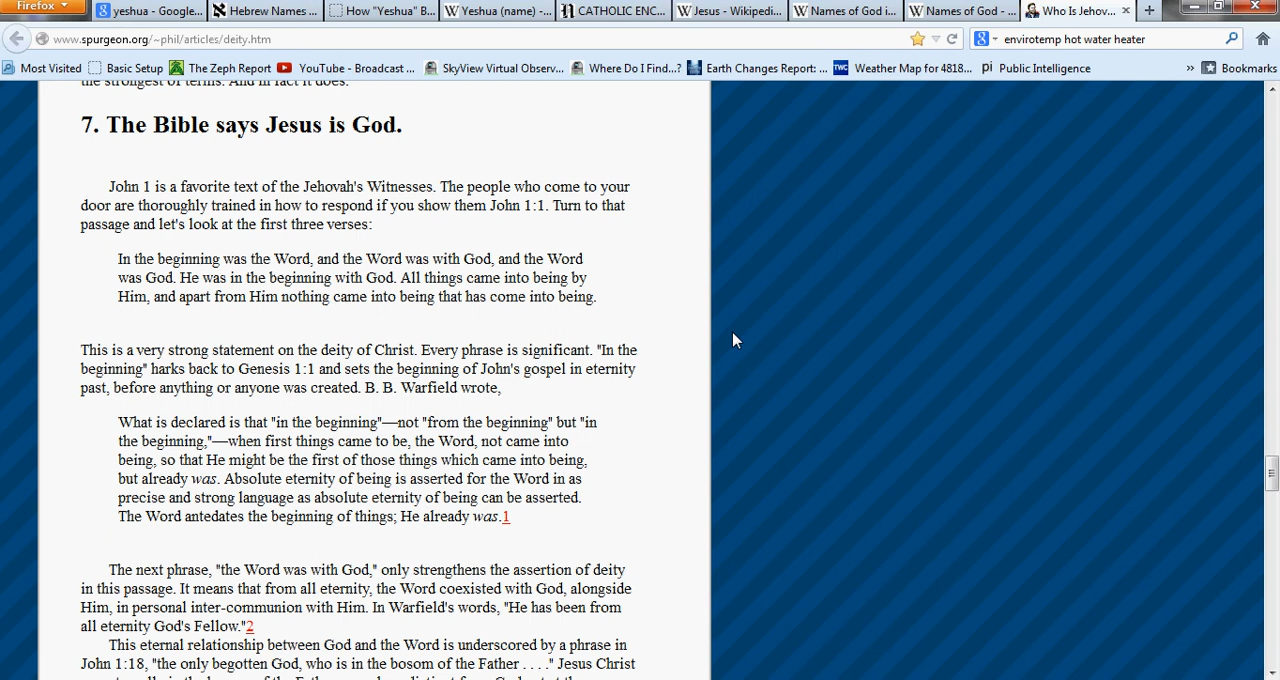 Firefox
yeshua - Google...
Hebrew Names ...
How "Yeshua" B...
Yeshua (name) -...
CATHOLIC ENC...
Jesus - Wikipedi...
Names of God i...
Names of God - ...
Who Is Jehov...
www.spurgeon.org/~phil/articles/deity.htm
envirotemp hot water heater
Most Visited
Basic Setup
The Zeph Report
YouTube - Broadcast ...
SkyView Virtual Observ...
Where Do I Find...?
Earth Changes Report: ...
TWC
Weather Map for 4818...
pi
Public Intelligence
»
Bookmarks
the strongest of terms. And in fact it does.
7. The Bible says Jesus is God.
John 1 is a favorite text of the Jehovah's Witnesses. The people who come to your
door are thoroughly trained in how to respond if you show them John 1:1. Turn to that
passage and let's look at the first three verses:
In the beginning was the Word, and the Word was with God, and the Word
was God. He was in the beginning with God. All things came into being by
Him, and apart from Him nothing came into being that has come into being.
This is a very strong statement on the deity of Christ. Every phrase is significant. "In the
beginning" harks back to Genesis 1:1 and sets the beginning of John's gospel in eternity
past, before anything or anyone was created. B. B. Warfield wrote,
What is declared is that "in the beginning"—not "from the beginning" but "in
the beginning,"—when first things came to be, the Word, not came into
being, so that He might be the first of those things which came into being,
but already was. Absolute eternity of being is asserted for the Word in as
precise and strong language as absolute eternity of being can be asserted.
The Word antedates the beginning of things; He already was.1
The next phrase, "the Word was with God," only strengthens the assertion of deity
in this passage. It means that from all eternity, the Word coexisted with God, alongside
Him, in personal inter-communion with Him. In Warfield's words, "He has been from
all eternity God's Fellow."2
This eternal relationship between God and the Word is underscored by a phrase in
John 1:18, "the only begotten God, who is in the bosom of the Father . . . ." Jesus Christ